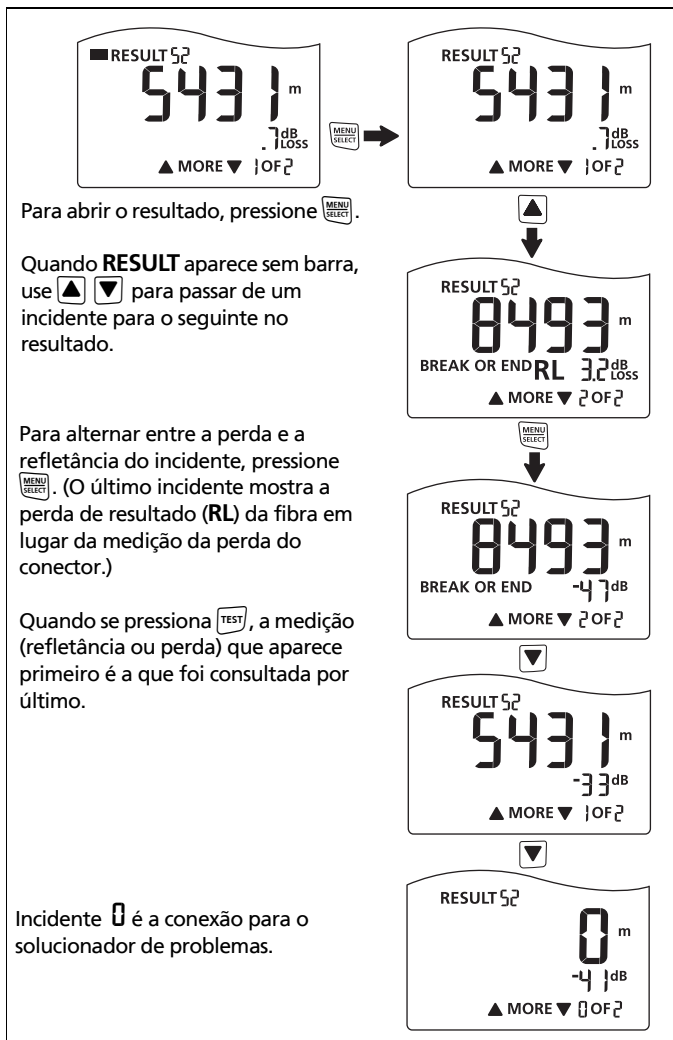 RESULT 52
5431 m
.7 dB
LOSS
▲ MORE ▼ 1 OF 2
MENU
SELECT
RESULT 52
5431 m
.7 dB
LOSS
▲ MORE ▼ 1 OF 2
Para abrir o resultado, pressione MENU SELECT.
Quando RESULT aparece sem barra,
use ▲ ▼ para passar de um
incidente para o seguinte no
resultado.
RESULT 52
8493 m
BREAK OR END RL 3.2 dB
LOSS
▲ MORE ▼ 2 OF 2
MENU
SELECT
Para alternar entre a perda e a
refletância do incidente, pressione
MENU SELECT. (O último incidente mostra a
perda de resultado (RL) da fibra em
lugar da medição da perda do
conector.)
RESULT 52
8493 m
BREAK OR END -47 dB
▲ MORE ▼ 2 OF 2
Quando se pressiona TEST, a medição
(refletância ou perda) que aparece
primeiro é a que foi consultada por
último.
RESULT 52
5431 m
-33 dB
▲ MORE ▼ 1 OF 2
Incidente 0 é a conexão para o
solucionador de problemas.
RESULT 52
0 m
-41 dB
▲ MORE ▼ 0 OF 2